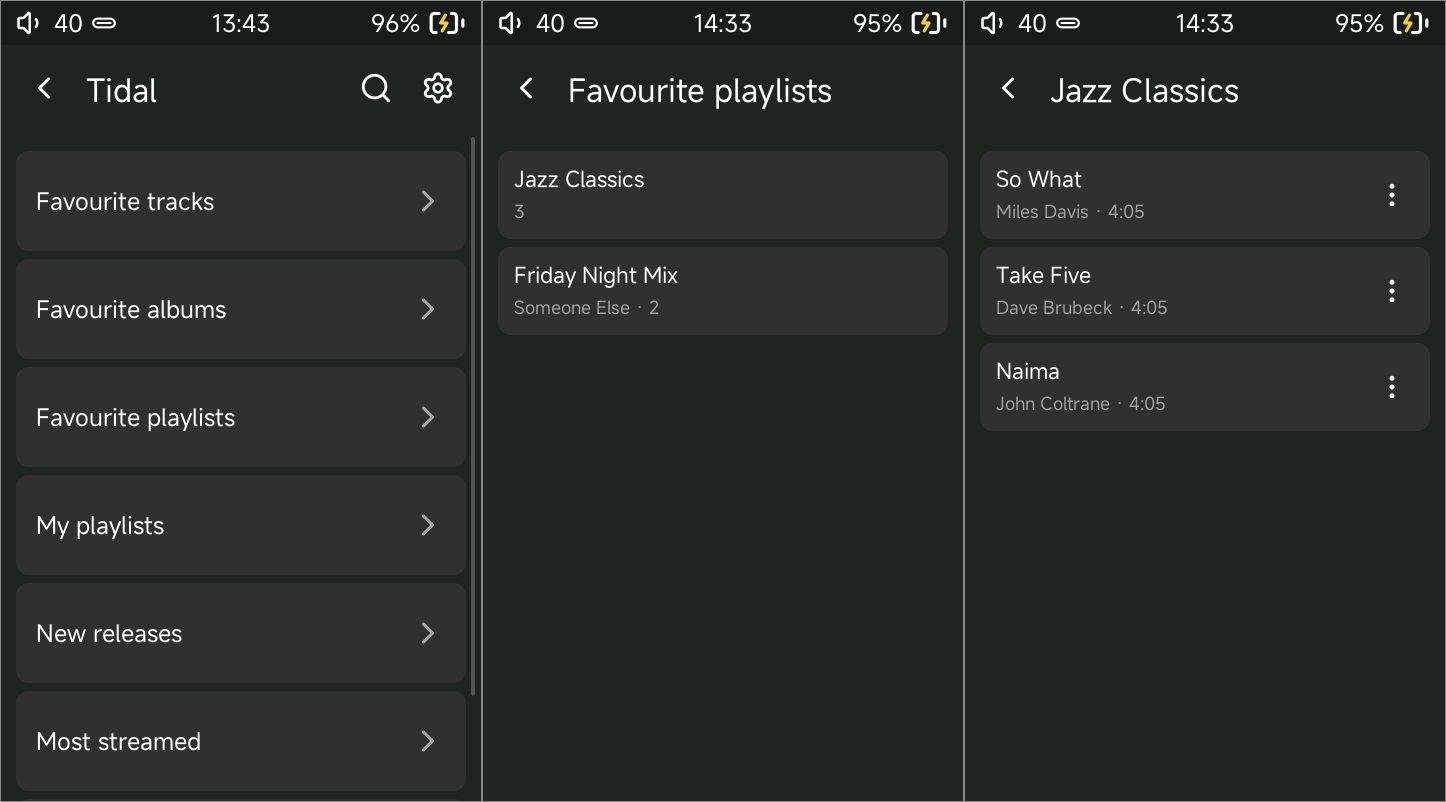 40 13:43 96%
Tidal
Favourite tracks
Favourite albums
Favourite playlists
My playlists
New releases
Most streamed
40 14:33 95%
Favourite playlists
Jazz Classics
3
Friday Night Mix
Someone Else · 2
40 14:33 95%
Jazz Classics
So What
Miles Davis · 4:05
Take Five
Dave Brubeck · 4:05
Naima
John Coltrane · 4:05